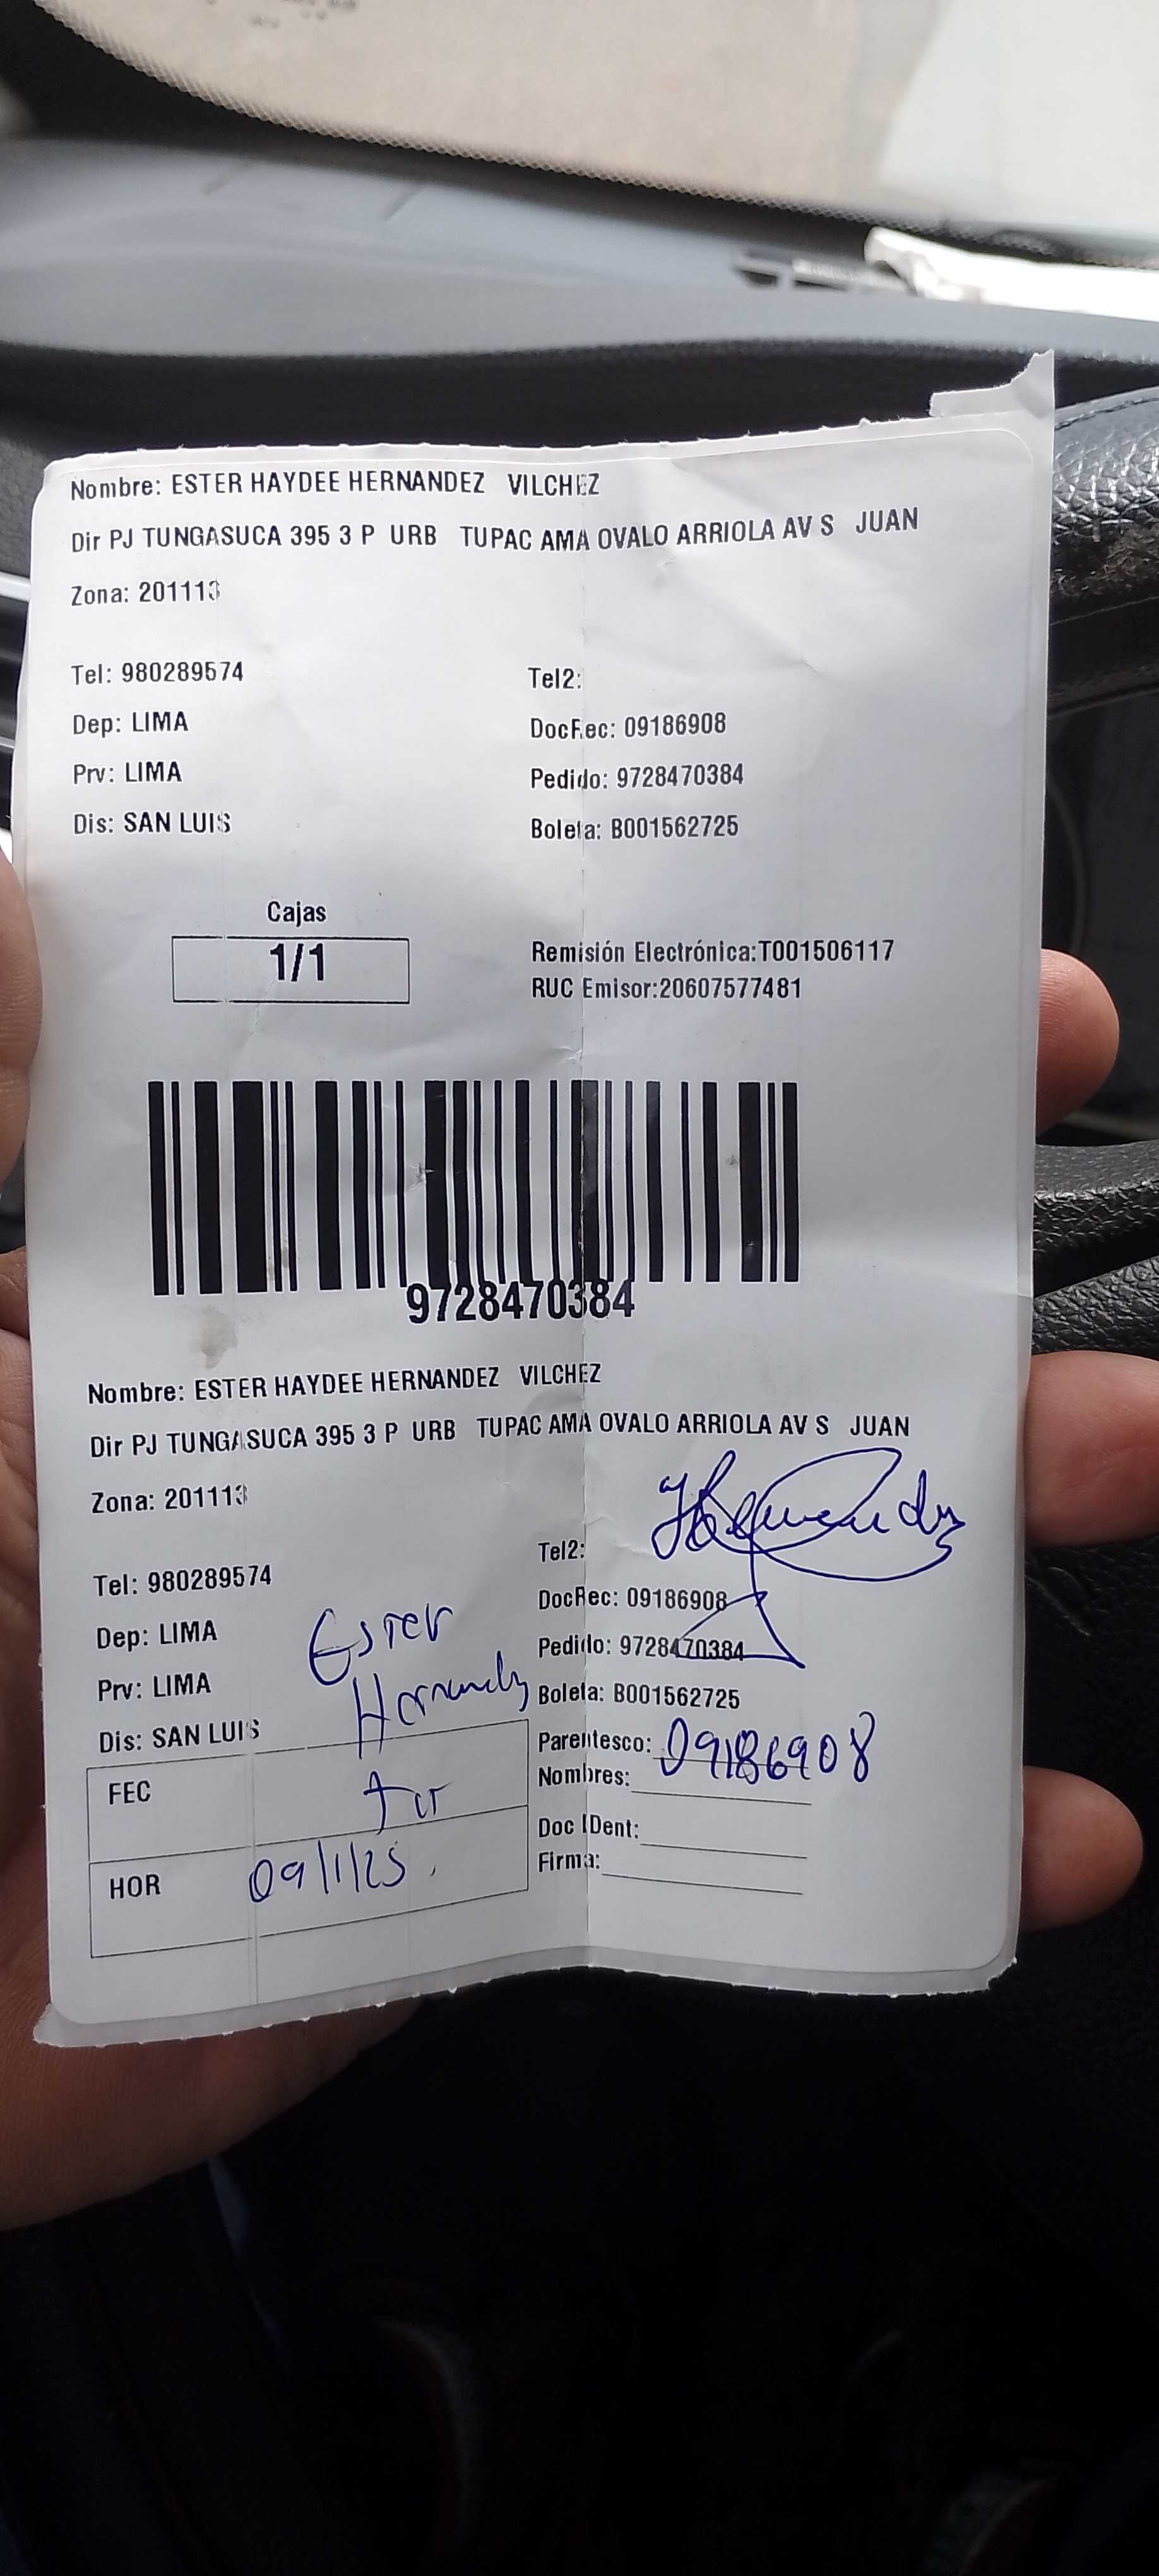 Nombre: ESTER HAYDEE HERNANDEZ VILCHEZ
Dir PJ TUNGASUCA 395 3 P URB TUPAC AMA OVALO ARRIOLA AV S JUAN
Zona: 201113
Tel: 980289574
Tel2:
Dep: LIMA
DocRec: 09186908
Prv: LIMA
Pedido: 9728470384
Dis: SAN LUIS
Boleta: B001562725
Cajas
1/1
Remisión Electrónica:T001506117
RUC Emisor:20607577481
9728470384
Nombre: ESTER HAYDEE HERNANDEZ VILCHEZ
Dir PJ TUNGASUCA 395 3 P URB TUPAC AMA OVALO ARRIOLA AV S JUAN
Zona: 201113
Tel2:
Tel: 980289574
DocRec: 09186908
Dep: LIMA
Ester
Pedido: 9728470384
Prv: LIMA
Hernandz
Boleta: B001562725
Dis: SAN LUIS
Parentesco: 09186908
FEC
Nombres:
Doc IDent:
HOR
09/1/25.
Firma: